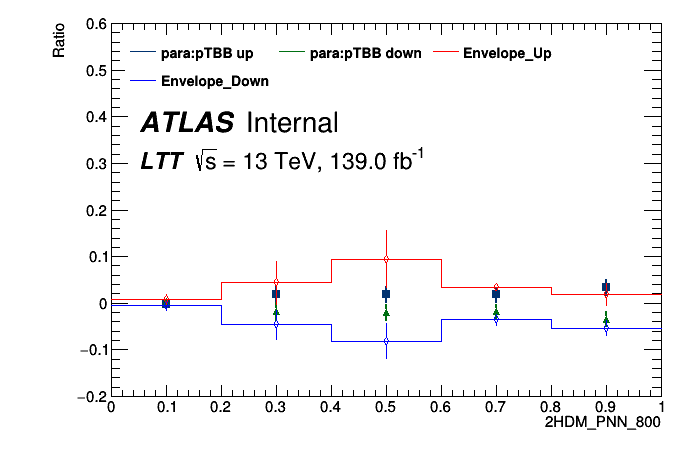 Ratio
0.6
para:pTBB up para:pTBB down Envelope_Up
0.5
Envelope_Down
0.4
ATLAS Internal
0.3
LTT √s = 13 TeV, 139.0 fb-1
0.2
0.1
0
−0.1
−0.2
0 0.1 0.2 0.3 0.4 0.5 0.6 0.7 0.8 0.9 1
2HDM_PNN_800